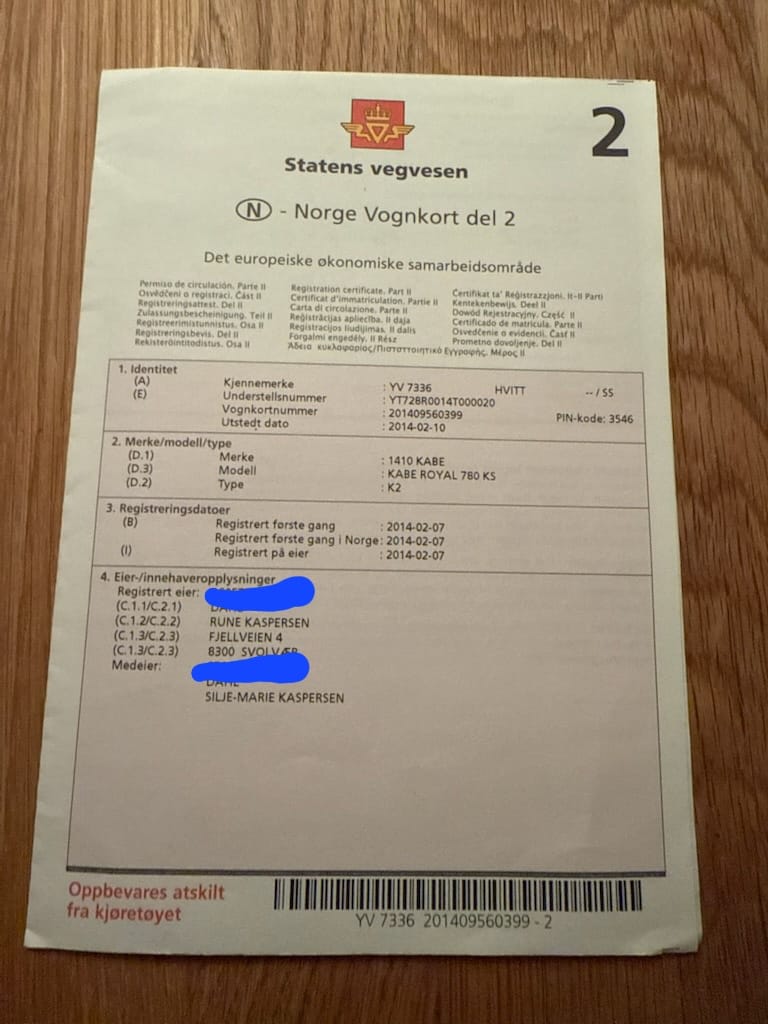 2
Statens vegvesen
N - Norge Vognkort del 2
Det europeiske økonomiske samarbeidsområde
Permiso de circulación. Parte II
Osvědčení o registraci. Část II
Registreringsattest. Del II
Zulassungsbescheinigung. Teil II
Registreerimistunnistus. Osa II
Registreringsbevis. Del II
Rekisteröintitodistus. Osa II
Registration certificate. Part II
Certificat d'immatriculation. Partie II
Carta di circolazione. Parte II
Reģistrācijas apliecība. II daļa
Registracijos liudijimas. II dalis
Forgalmi engedély. II Rész
Άδεια κυκλοφορίας/Πιστοποιητικό Εγγραφής. Μέρος ΙΙ
Ċertifikat ta' Reġistrazzjoni. It-II Parti
Kentekenbewijs. Deel II
Dowód Rejestracyjny. Część II
Certificado de matrícula. Parte II
Osvedčenie o evidencii. Časť II
Prometno dovoljenje. Del II
1. Identitet
(A) Kjennemerke : YV 7336 HVITT -- / SS
(E) Understellsnummer : YT728R0014T000020
Vognkortnummer : 201409560399 PIN-kode: 3546
Utstedt dato : 2014-02-10
2. Merke/modell/type
(D.1) Merke : 1410 KABE
(D.3) Modell : KABE ROYAL 780 KS
(D.2) Type : K2
3. Registreringsdatoer
(B) Registrert første gang : 2014-02-07
Registrert første gang i Norge: 2014-02-07
(I) Registrert på eier : 2014-02-07
4. Eier-/innehaveropplysninger
Registrert eier:
(C.1.1/C.2.1)
(C.1.2/C.2.2) RUNE KASPERSEN
(C.1.3/C.2.3) FJELLVEIEN 4
(C.1.3/C.2.3) 8300 SVOLVÆR
Medeier:
DAHL
SILJE-MARIE KASPERSEN
Oppbevares atskilt
fra kjøretøyet
YV 7336 201409560399 - 2